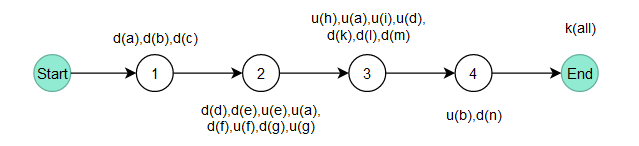 u(h),u(a),u(i),u(d),
d(k),d(l),d(m)
k(all)
d(a),d(b),d(c)
Start
1
2
3
4
End
d(d),d(e),u(e),u(a),
d(f),u(f),d(g),u(g)
u(b),d(n)